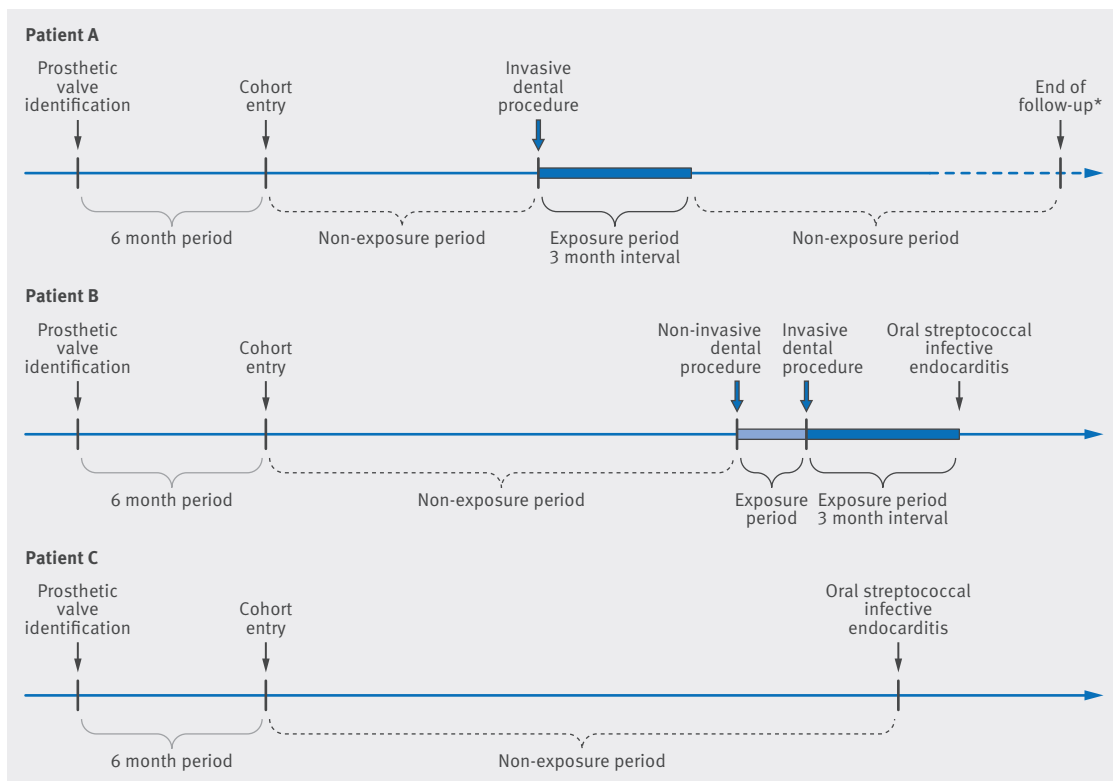 Patient A
Prosthetic
valve
identification
Cohort
entry
Invasive
dental
procedure
End of
follow-up*
6 month period
Non-exposure period
Exposure period
3 month interval
Non-exposure period
Patient B
Prosthetic
valve
identification
Cohort
entry
Non-invasive
dental
procedure
Invasive
dental
procedure
Oral streptococcal
infective
endocarditis
6 month period
Non-exposure period
Exposure
period
Exposure period
3 month interval
Patient C
Prosthetic
valve
identification
Cohort
entry
Oral streptococcal
infective
endocarditis
6 month period
Non-exposure period